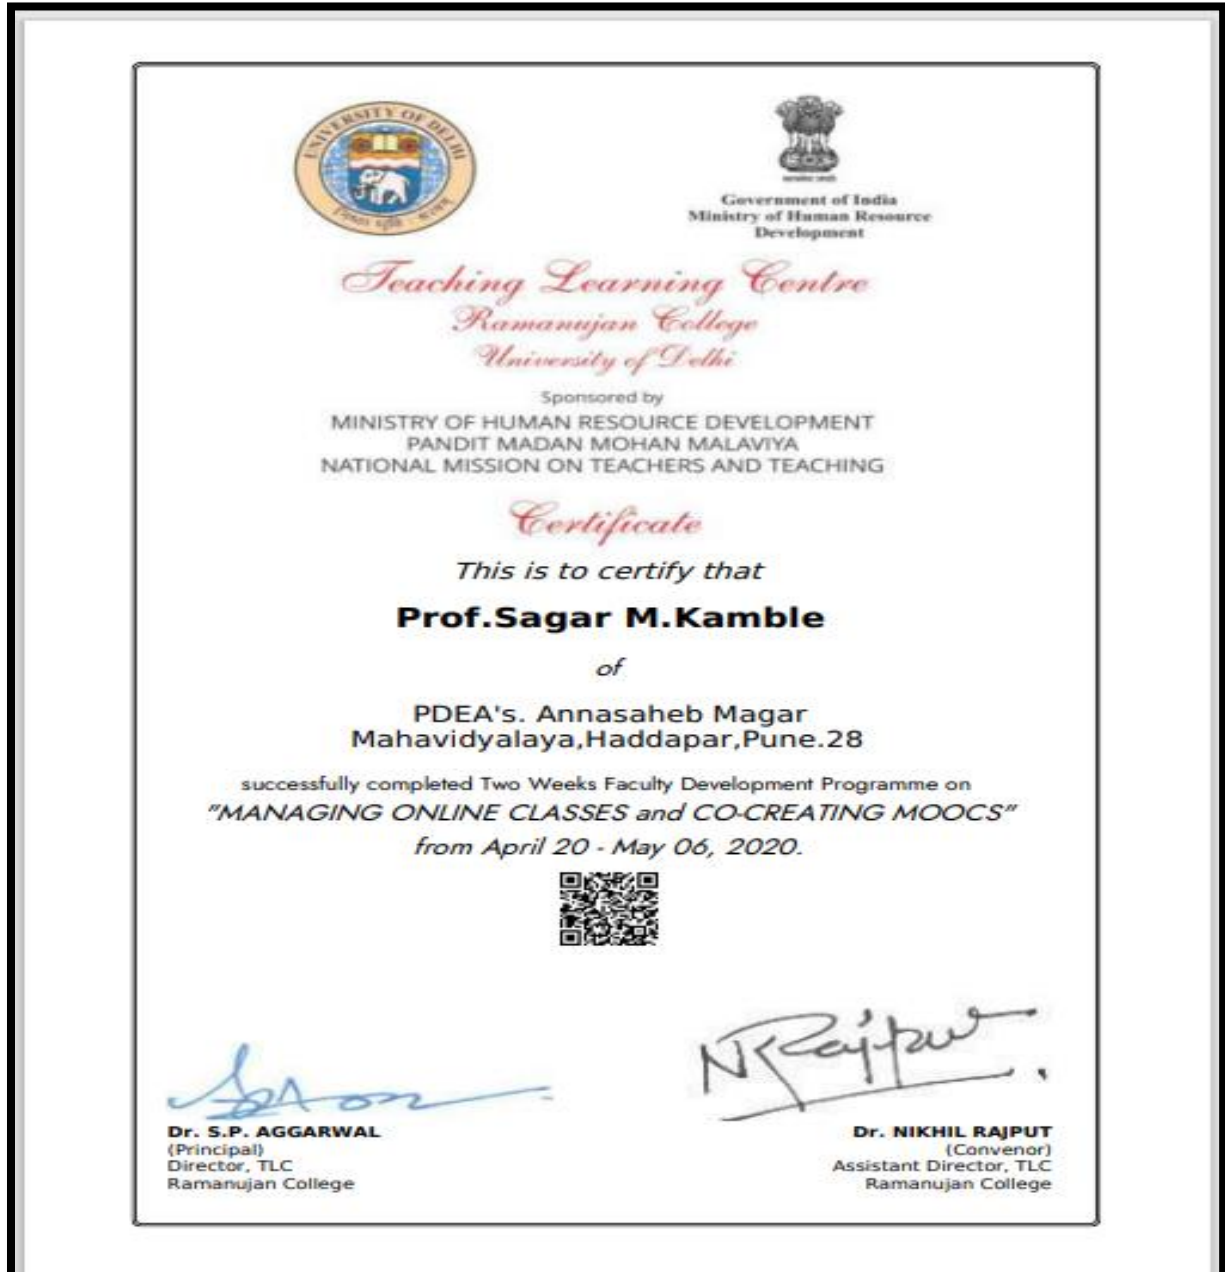 UNIVERSITY OF DELHI
Government of India
Ministry of Human Resource
Development
Teaching Learning Centre
Ramanujan College
University of Delhi
Sponsored by
MINISTRY OF HUMAN RESOURCE DEVELOPMENT
PANDIT MADAN MOHAN MALAVIYA
NATIONAL MISSION ON TEACHERS AND TEACHING
Certificate
This is to certify that
Prof.Sagar M.Kamble
of
PDEA's. Annasaheb Magar
Mahavidyalaya,Haddapar,Pune.28
successfully completed Two Weeks Faculty Development Programme on
"MANAGING ONLINE CLASSES and CO-CREATING MOOCS"
from April 20 - May 06, 2020.
NRajput
Dr. S.P. AGGARWAL
(Principal)
Director, TLC
Ramanujan College
Dr. NIKHIL RAJPUT
(Convenor)
Assistant Director, TLC
Ramanujan College